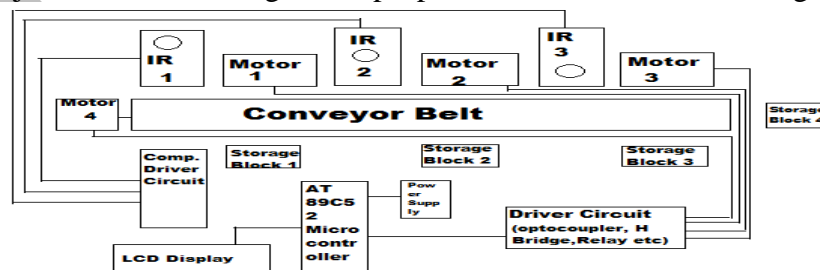 IR
1
Motor
1
IR
2
Motor
2
IR
3
Motor
3
Motor
4
Conveyor Belt
Storage
Comp.
Driver
Circuit
Storage
Block 1
Storage
Block 2
Storage
Block 3
AT
89C5
2
Micro
contr
oller
Pow
er
Supp
ly
Driver Circuit
(optocoupler, H
Bridge,Relay etc)
LCD Display